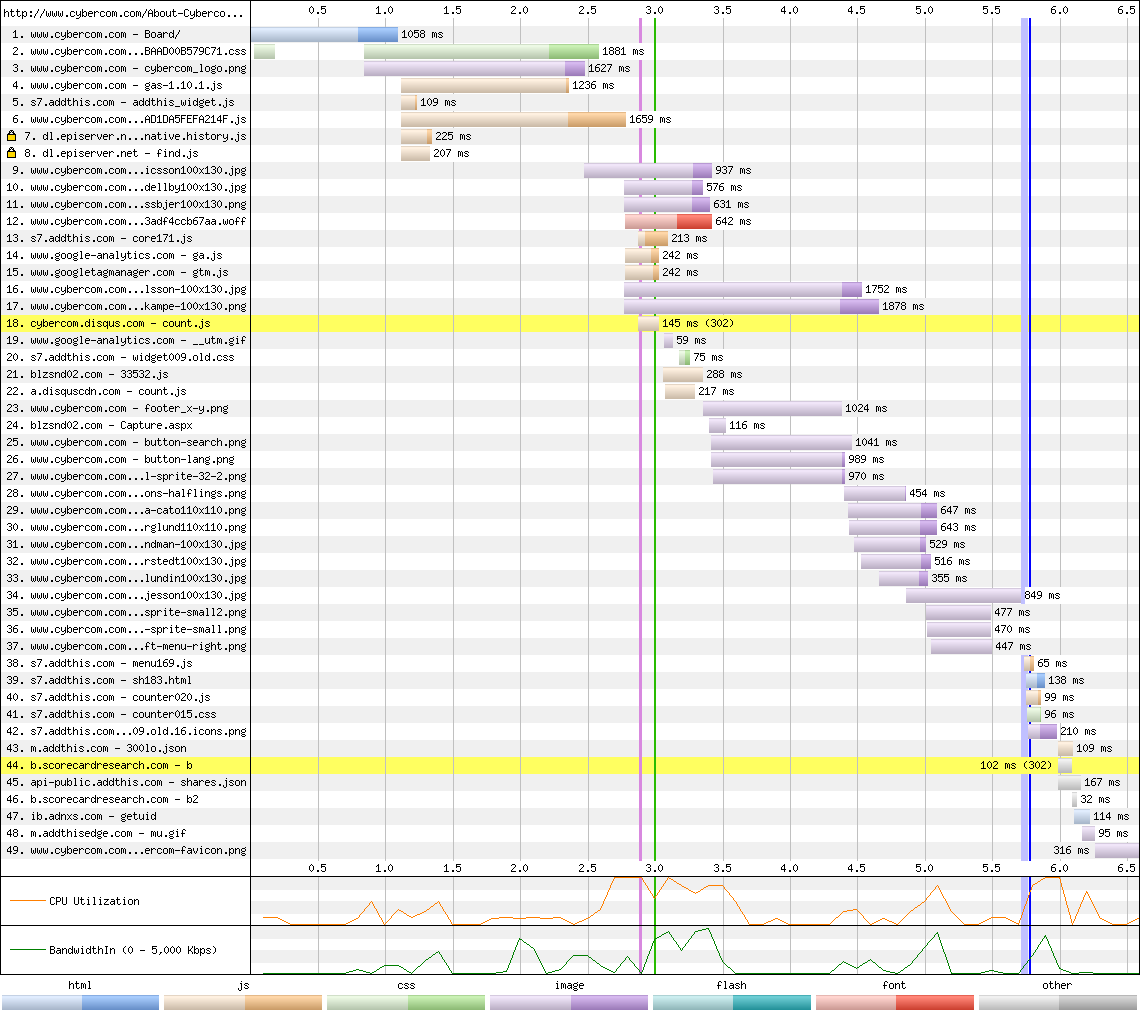 http://www.cybercom.com/About-Cyberco... 0.5 1.0 1.5 2.0 2.5 3.0 3.5 4.0 4.5 5.0 5.5 6.0 6.5
1. www.cybercom.com - Board/ 1058 ms
2. www.cybercom.com...BAAD00B579C71.css 1881 ms
3. www.cybercom.com - cybercom_logo.png 1627 ms
4. www.cybercom.com - gas-1.10.1.js 1236 ms
5. s7.addthis.com - addthis_widget.js 109 ms
6. www.cybercom.com...AD1DA5FEFA214F.js 1659 ms
7. dl.episerver.n...native.history.js 225 ms
8. dl.episerver.net - find.js 207 ms
9. www.cybercom.com...icsson100x130.jpg 937 ms
10. www.cybercom.com...dellby100x130.jpg 576 ms
11. www.cybercom.com...ssbjer100x130.png 631 ms
12. www.cybercom.com...3adf4ccb67aa.woff 642 ms
13. s7.addthis.com - core171.js 213 ms
14. www.google-analytics.com - ga.js 242 ms
15. www.googletagmanager.com - gtm.js 242 ms
16. www.cybercom.com...lsson-100x130.jpg 1752 ms
17. www.cybercom.com...kampe-100x130.png 1878 ms
18. cybercom.disqus.com - count.js 145 ms (302)
19. www.google-analytics.com - __utm.gif 59 ms
20. s7.addthis.com - widget009.old.css 75 ms
21. blzsnd02.com - 33532.js 288 ms
22. a.disquscdn.com - count.js 217 ms
23. www.cybercom.com - footer_x-y.png 1024 ms
24. blzsnd02.com - Capture.aspx 116 ms
25. www.cybercom.com - button-search.png 1041 ms
26. www.cybercom.com - button-lang.png 989 ms
27. www.cybercom.com...l-sprite-32-2.png 970 ms
28. www.cybercom.com...ons-halflings.png 454 ms
29. www.cybercom.com...a-cato110x110.png 647 ms
30. www.cybercom.com...rglund110x110.png 643 ms
31. www.cybercom.com...ndman-100x130.jpg 529 ms
32. www.cybercom.com...rstedt100x130.jpg 516 ms
33. www.cybercom.com...lundin100x130.jpg 355 ms
34. www.cybercom.com...jesson100x130.jpg 849 ms
35. www.cybercom.com...sprite-small2.png 477 ms
36. www.cybercom.com...-sprite-small.png 470 ms
37. www.cybercom.com...ft-menu-right.png 447 ms
38. s7.addthis.com - menu169.js 65 ms
39. s7.addthis.com - sh183.html 138 ms
40. s7.addthis.com - counter020.js 99 ms
41. s7.addthis.com - counter015.css 96 ms
42. s7.addthis.com...09.old.16.icons.png 210 ms
43. m.addthis.com - 300lo.json 109 ms
44. b.scorecardresearch.com - b 102 ms (302)
45. api-public.addthis.com - shares.json 167 ms
46. b.scorecardresearch.com - b2 32 ms
47. ib.adnxs.com - getuid 114 ms
48. m.addthisedge.com - mu.gif 95 ms
49. www.cybercom.com...ercom-favicon.png 316 ms
0.5 1.0 1.5 2.0 2.5 3.0 3.5 4.0 4.5 5.0 5.5 6.0 6.5
CPU Utilization
BandwidthIn (0 - 5,000 Kbps)
html js css image flash font other